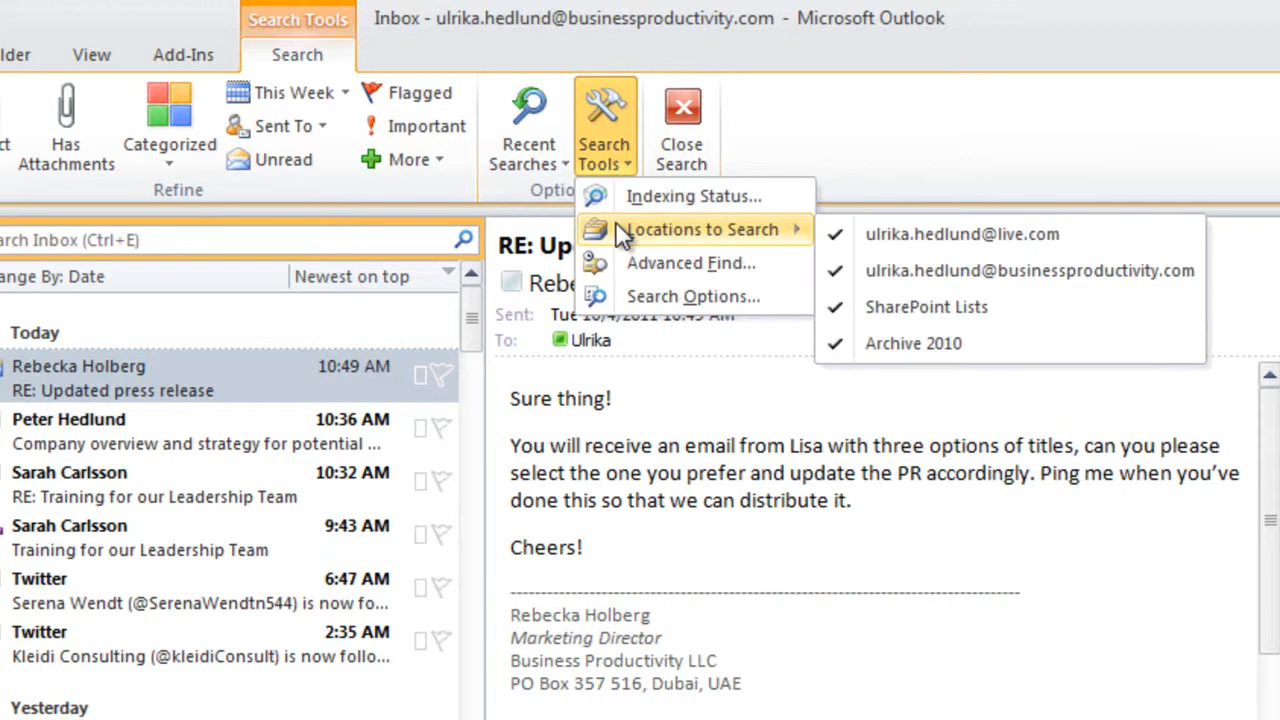 Search Tools
Inbox - ulrika.hedlund@businessproductivity.com - Microsoft Outlook
View
Add-Ins
Search
Has
Attachments
Categorized
This Week
Sent To
Unread
Flagged
Important
More
Refine
Recent
Searches
Search
Tools
Close
Search
Indexing Status...
Locations to Search
Advanced Find...
Search Options...
ulrika.hedlund@live.com
ulrika.hedlund@businessproductivity.com
SharePoint Lists
Archive 2010
Inbox (Ctrl+E)
By: Date
Newest on top
Today
Rebecka Holberg 10:49 AM
RE: Updated press release
Peter Hedlund 10:36 AM
Company overview and strategy for potential ...
Sarah Carlsson 10:32 AM
RE: Training for our Leadership Team
Sarah Carlsson 9:43 AM
Training for our Leadership Team
Twitter 6:47 AM
Serena Wendt (@SerenaWendtn544) is now fo...
Twitter 2:35 AM
Kleidi Consulting (@kleidiConsult) is now follo...
Yesterday
RE: Up
Rebe
Sent:
To: Ulrika
Sure thing!
You will receive an email from Lisa with three options of titles, can you please
select the one you prefer and update the PR accordingly. Ping me when you've
done this so that we can distribute it.
Cheers!
Rebecka Holberg
Marketing Director
Business Productivity LLC
PO Box 357 516, Dubai, UAE